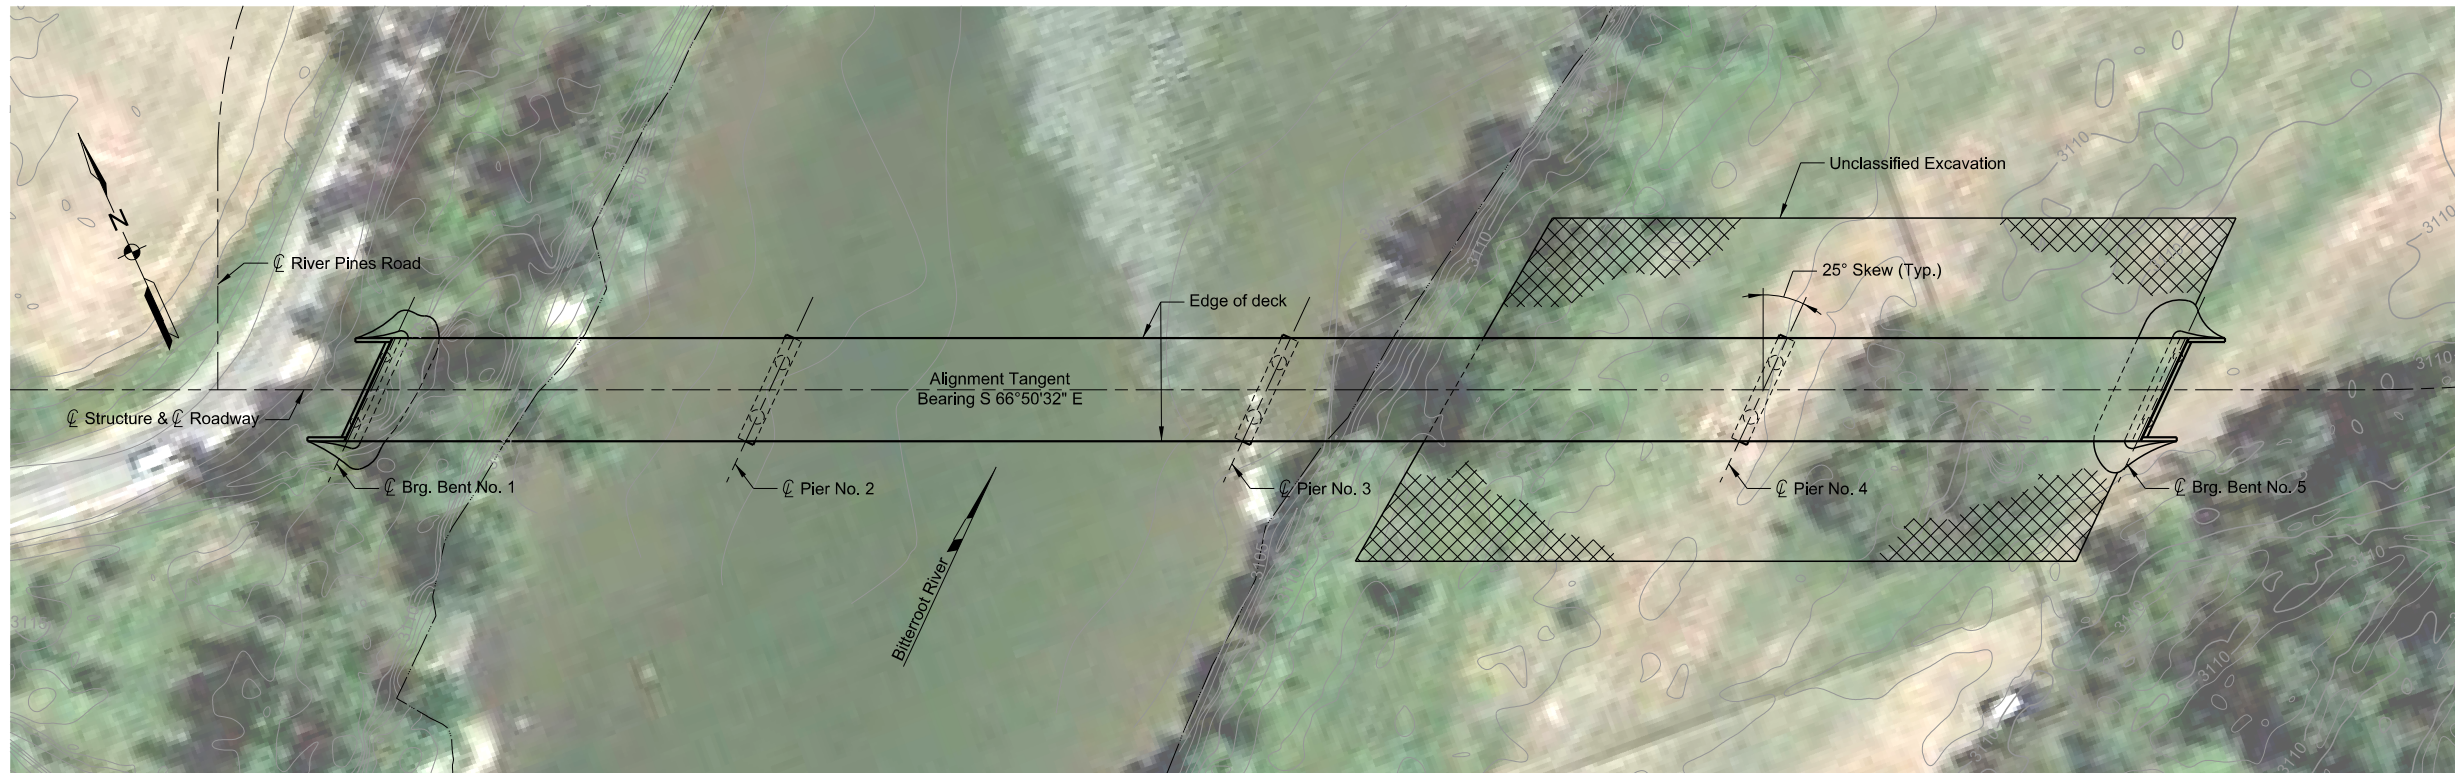 Unclassified Excavation
3110
3110
N
3110
℄ River Pines Road
25° Skew (Typ.)
Edge of deck
3110
Alignment Tangent
Bearing S 66°50'32" E
℄ Structure & ℄ Roadway
℄ Brg. Bent No. 1
℄ Pier No. 2
℄ Pier No. 3
℄ Pier No. 4
℄ Brg. Bent No. 5
Bitterroot River
3115
3110
3110